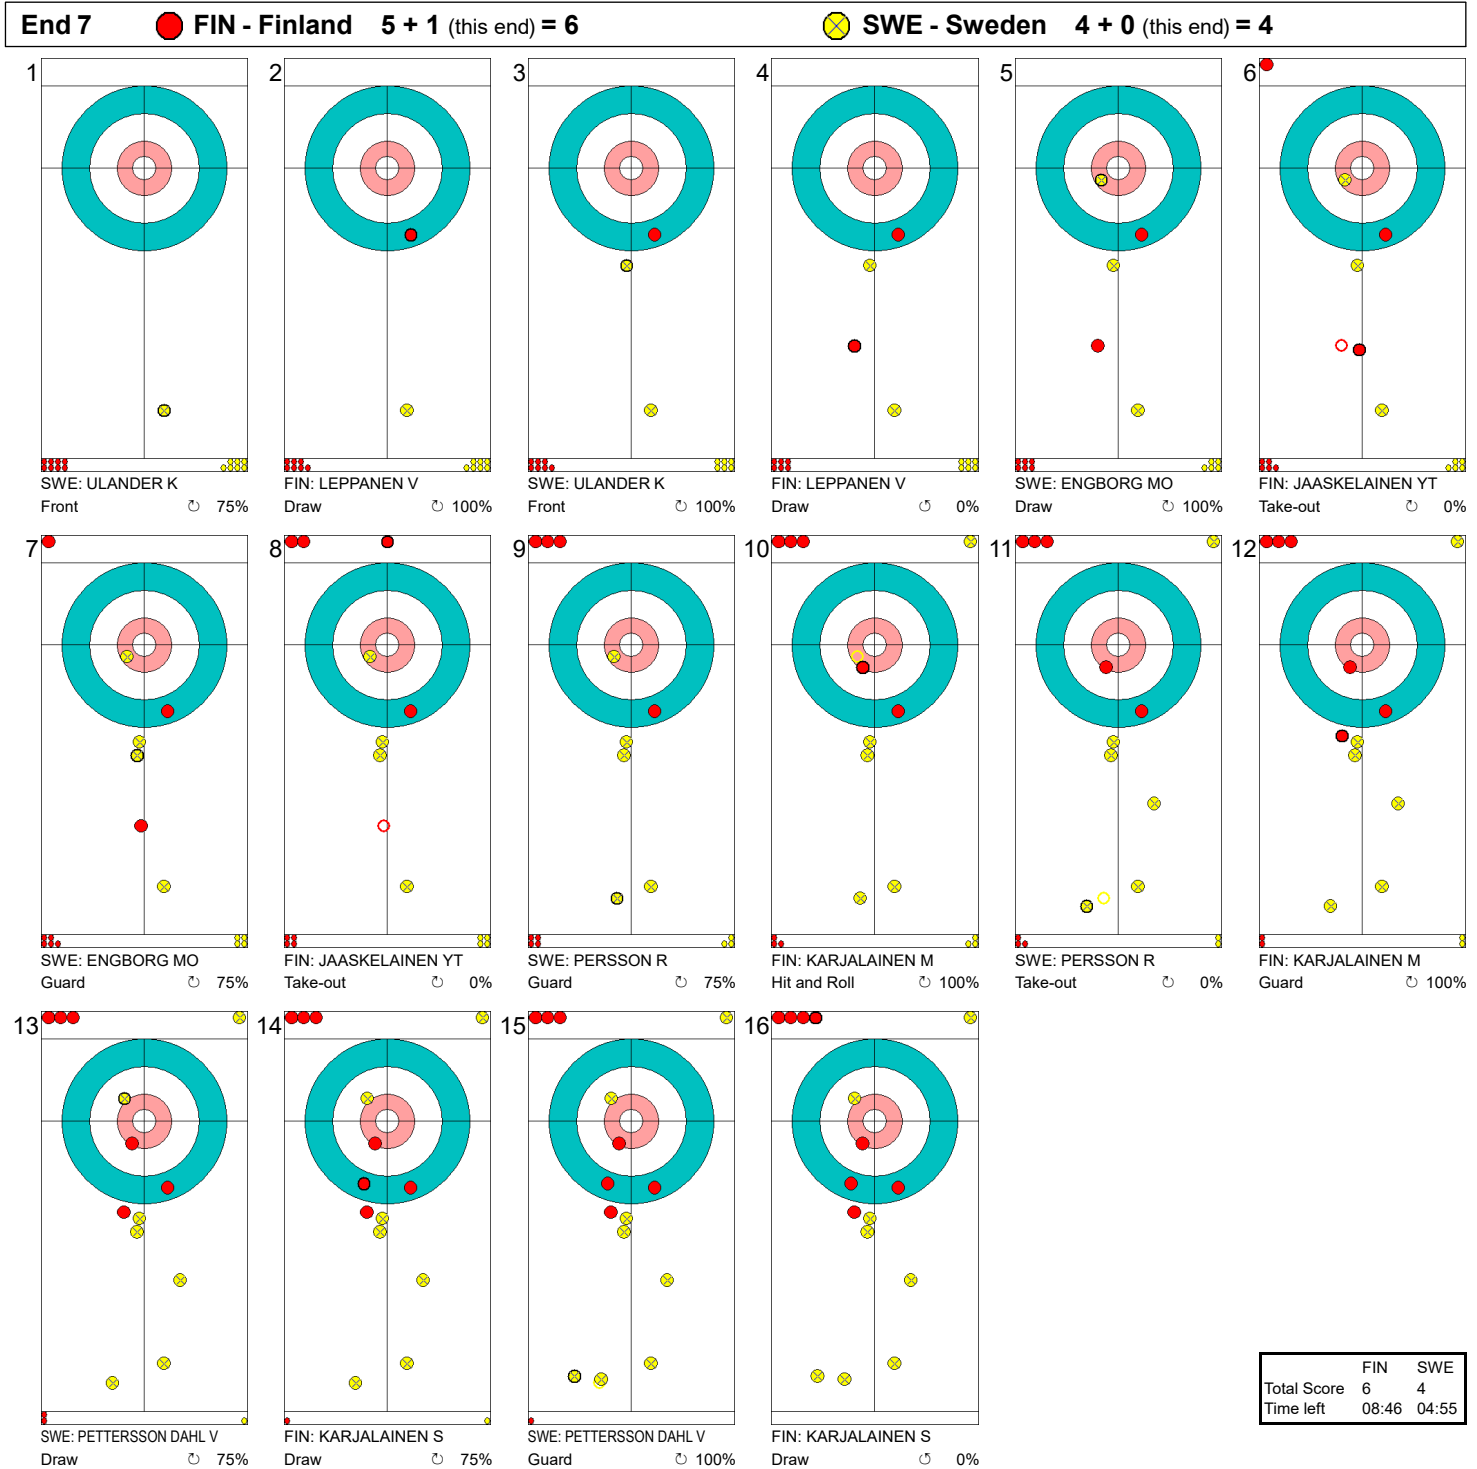 End 7 FIN - Finland 5 + 1 (this end) = 6 SWE - Sweden 4 + 0 (this end) = 4
1 2 3 4 5 6
SWE: ULANDER K FIN: LEPPANEN V SWE: ULANDER K FIN: LEPPANEN V SWE: ENGBORG MO FIN: JAASKELAINEN YT
Front ↻ 75% Draw ↻ 100% Front ↻ 100% Draw ↺ 0% Draw ↻ 100% Take-out ↻ 0%
7 8 9 10 11 12
SWE: ENGBORG MO FIN: JAASKELAINEN YT SWE: PERSSON R FIN: KARJALAINEN M SWE: PERSSON R FIN: KARJALAINEN M
Guard ↻ 75% Take-out ↻ 0% Guard ↻ 75% Hit and Roll ↻ 100% Take-out ↻ 0% Guard ↻ 100%
13 14 15 16
SWE: PETTERSSON DAHL V FIN: KARJALAINEN S SWE: PETTERSSON DAHL V FIN: KARJALAINEN S
Draw ↻ 75% Draw ↻ 75% Guard ↻ 100% Draw ↻ 0%
FIN SWE
Total Score 6 4
Time left 08:46 04:55